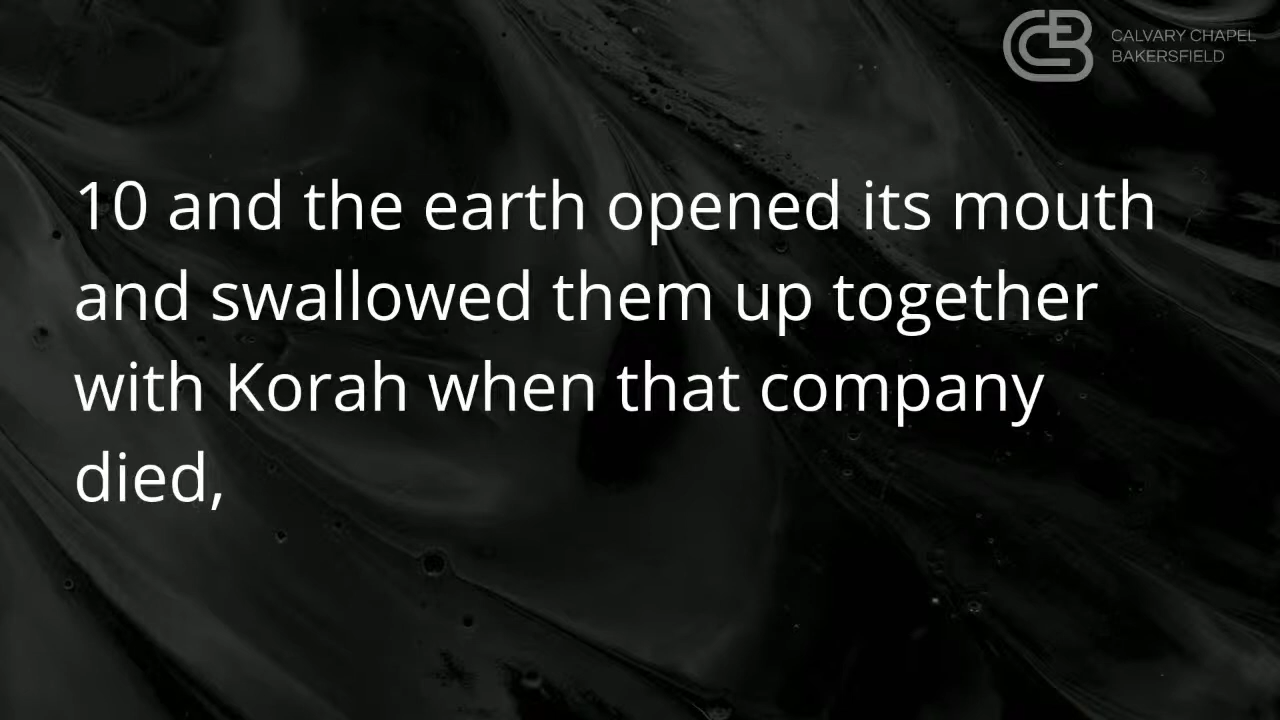 CALVARY CHAPEL
BAKERSFIELD
10 and the earth opened its mouth
and swallowed them up together
with Korah when that company
died,